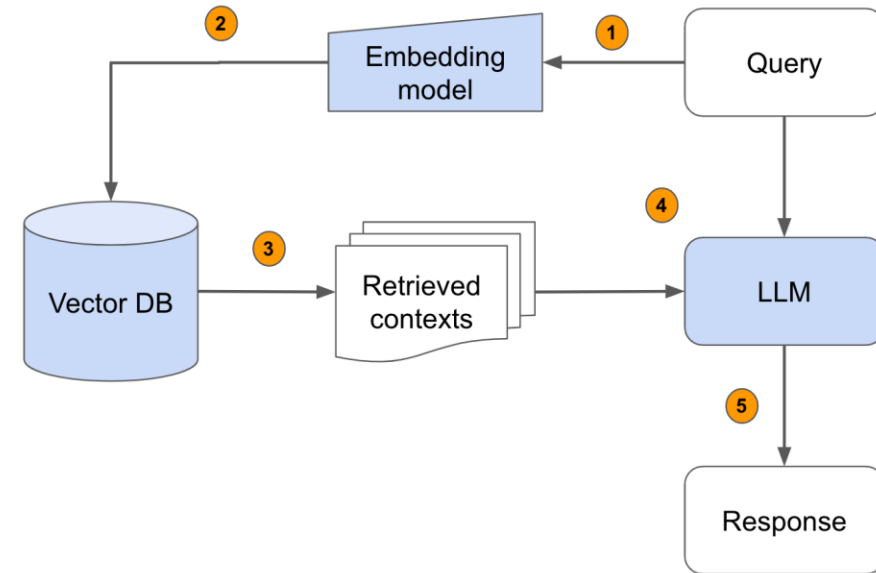 2
1
Embedding
model
Query
4
3
Vector DB
Retrieved
contexts
LLM
5
Response